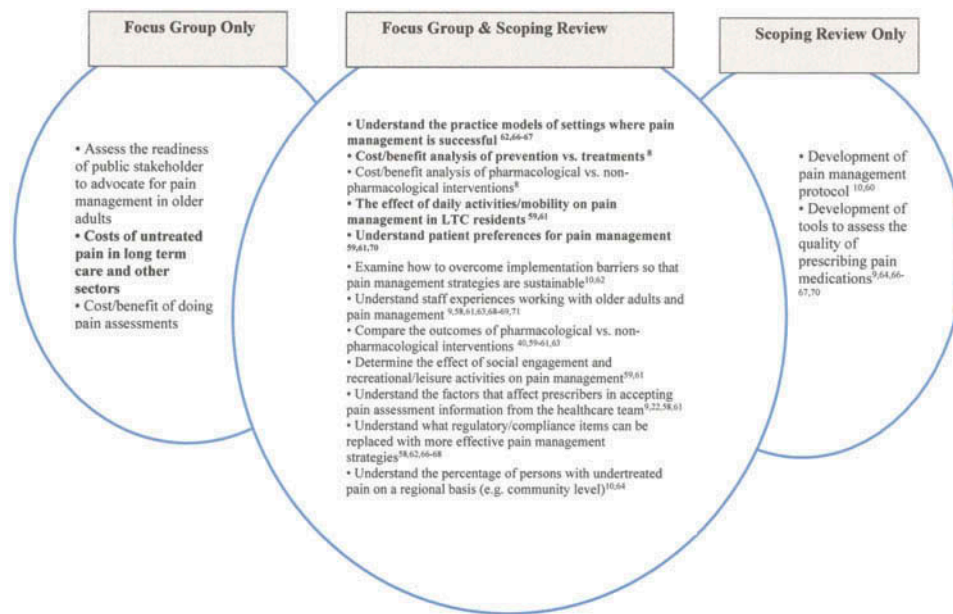 Focus Group Only
Focus Group & Scoping Review
Scoping Review Only
• Assess the readiness
of public stakeholder
to advocate for pain
management in older
adults
• Costs of untreated
pain in long term
care and other
sectors
• Cost/benefit of doing
pain assessments
• Understand the practice models of settings where pain
management is successful 62,66-67
• Cost/benefit analysis of prevention vs. treatments 8
• Cost/benefit analysis of pharmacological vs. non-
pharmacological interventions8
• The effect of daily activities/mobility on pain
management in LTC residents 59,61
• Understand patient preferences for pain management
59,61,70
• Examine how to overcome implementation barriers so that
pain management strategies are sustainable10,62
• Understand staff experiences working with older adults and
pain management 9,58,61,63,68-69,71
• Compare the outcomes of pharmacological vs. non-
pharmacological interventions 40,59-61,63
• Determine the effect of social engagement and
recreational/leisure activities on pain management59,61
• Understand the factors that affect prescribers in accepting
pain assessment information from the healthcare team9,22,58,61
• Understand what regulatory/compliance items can be
replaced with more effective pain management
strategies58,62,66-68
• Understand the percentage of persons with undertreated
pain on a regional basis (e.g. community level)10,64
• Development of
pain management
protocol 10,60
• Development of
tools to assess the
quality of
prescribing pain
medications9,64,66-
67,70